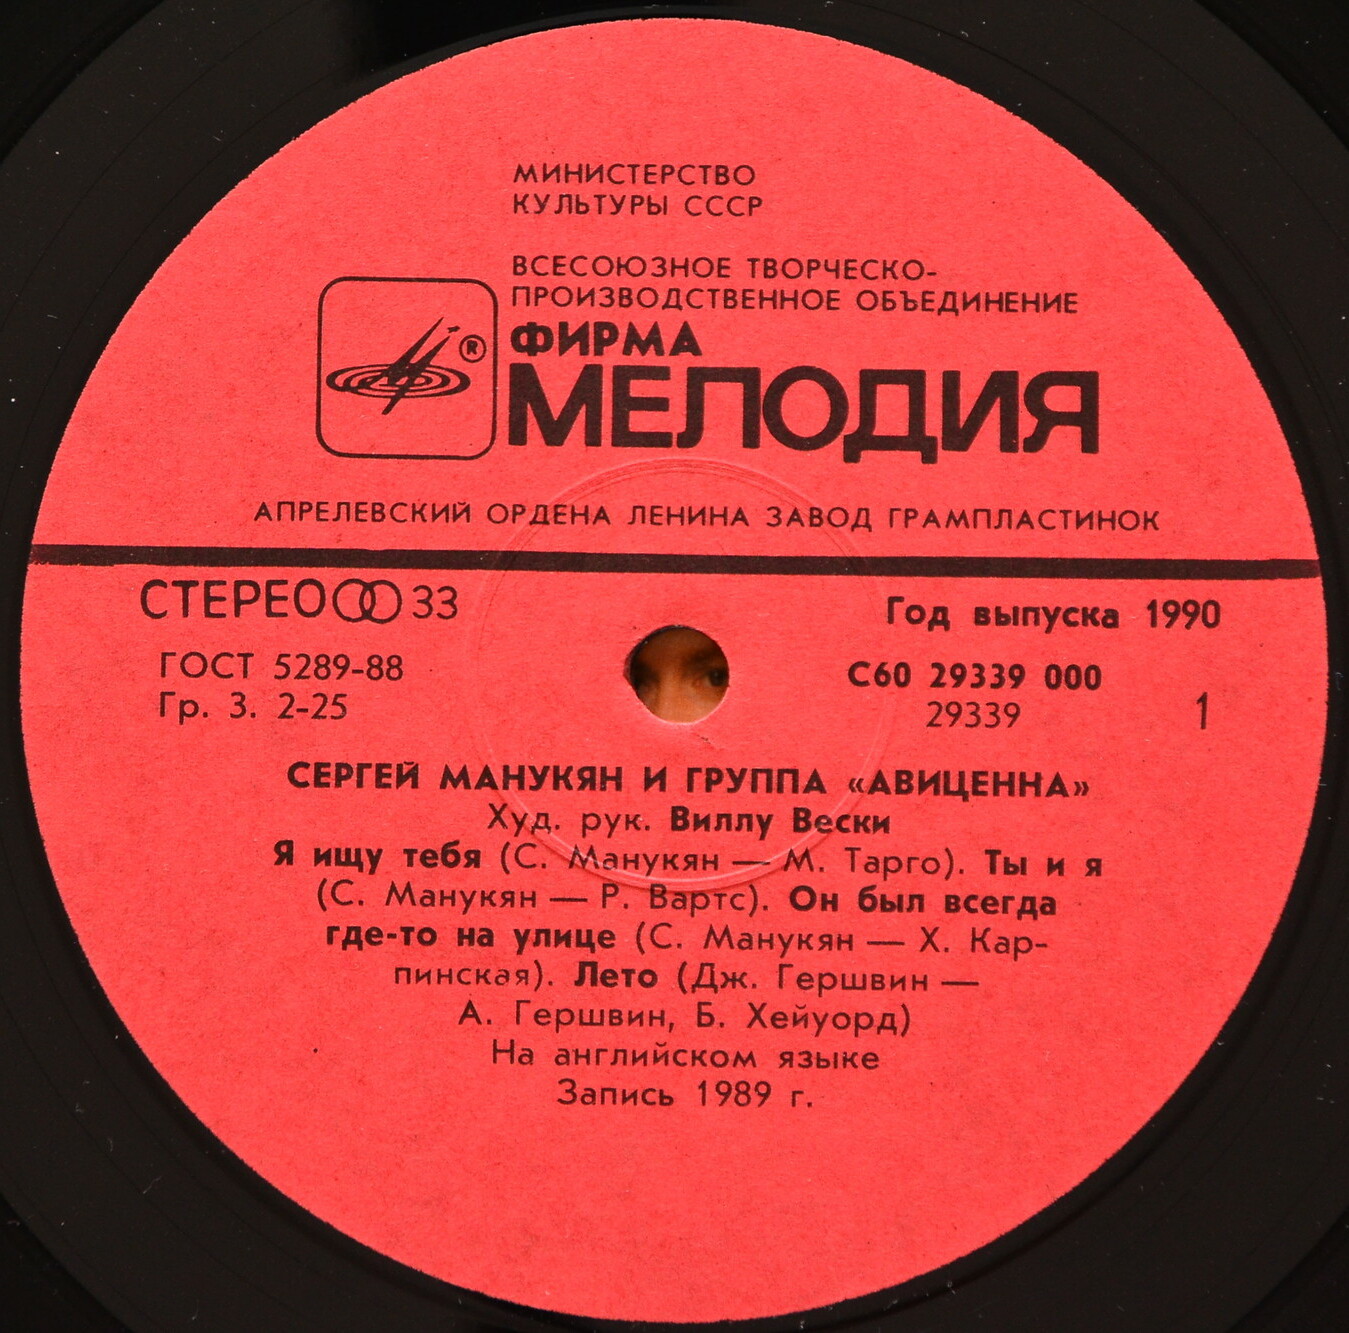 МИНИСТЕРСТВО
КУЛЬТУРЫ СССР
ВСЕСОЮЗНОЕ ТВОРЧЕСКО-
ПРОИЗВОДСТВЕННОЕ ОБЪЕДИНЕНИЕ
®
ФИРМА
МЕЛОДИЯ
АПРЕЛЕВСКИЙ ОРДЕНА ЛЕНИНА ЗАВОД ГРАМПЛАСТИНОК
СТЕРЕО 33
Год выпуска 1990
ГОСТ 5289-88
Гр. 3. 2-25
С60 29339 000
29339
1
СЕРГЕЙ МАНУКЯН И ГРУППА «АВИЦЕННА»
Худ. рук. Виллу Вески
Я ищу тебя (С. Манукян — М. Тарго). Ты и я
(С. Манукян — Р. Вартс). Он был всегда
где-то на улице (С. Манукян — Х. Кар-
пинская). Лето (Дж. Гершвин —
А. Гершвин, Б. Хейуорд)
На английском языке
Запись 1989 г.